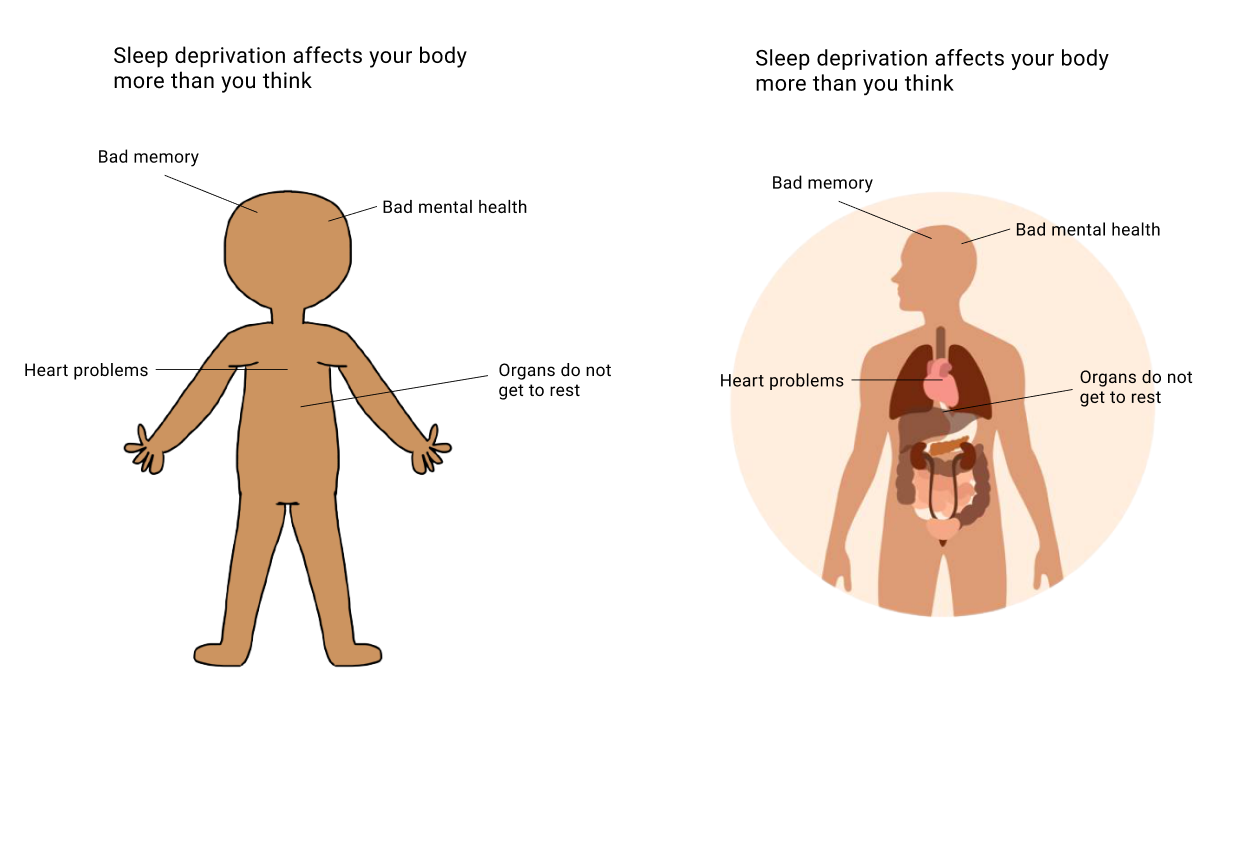 Sleep deprivation affects your body
more than you think
Bad memory
Bad mental health
Heart problems
Organs do not
get to rest
Sleep deprivation affects your body
more than you think
Bad memory
Bad mental health
Heart problems
Organs do not
get to rest